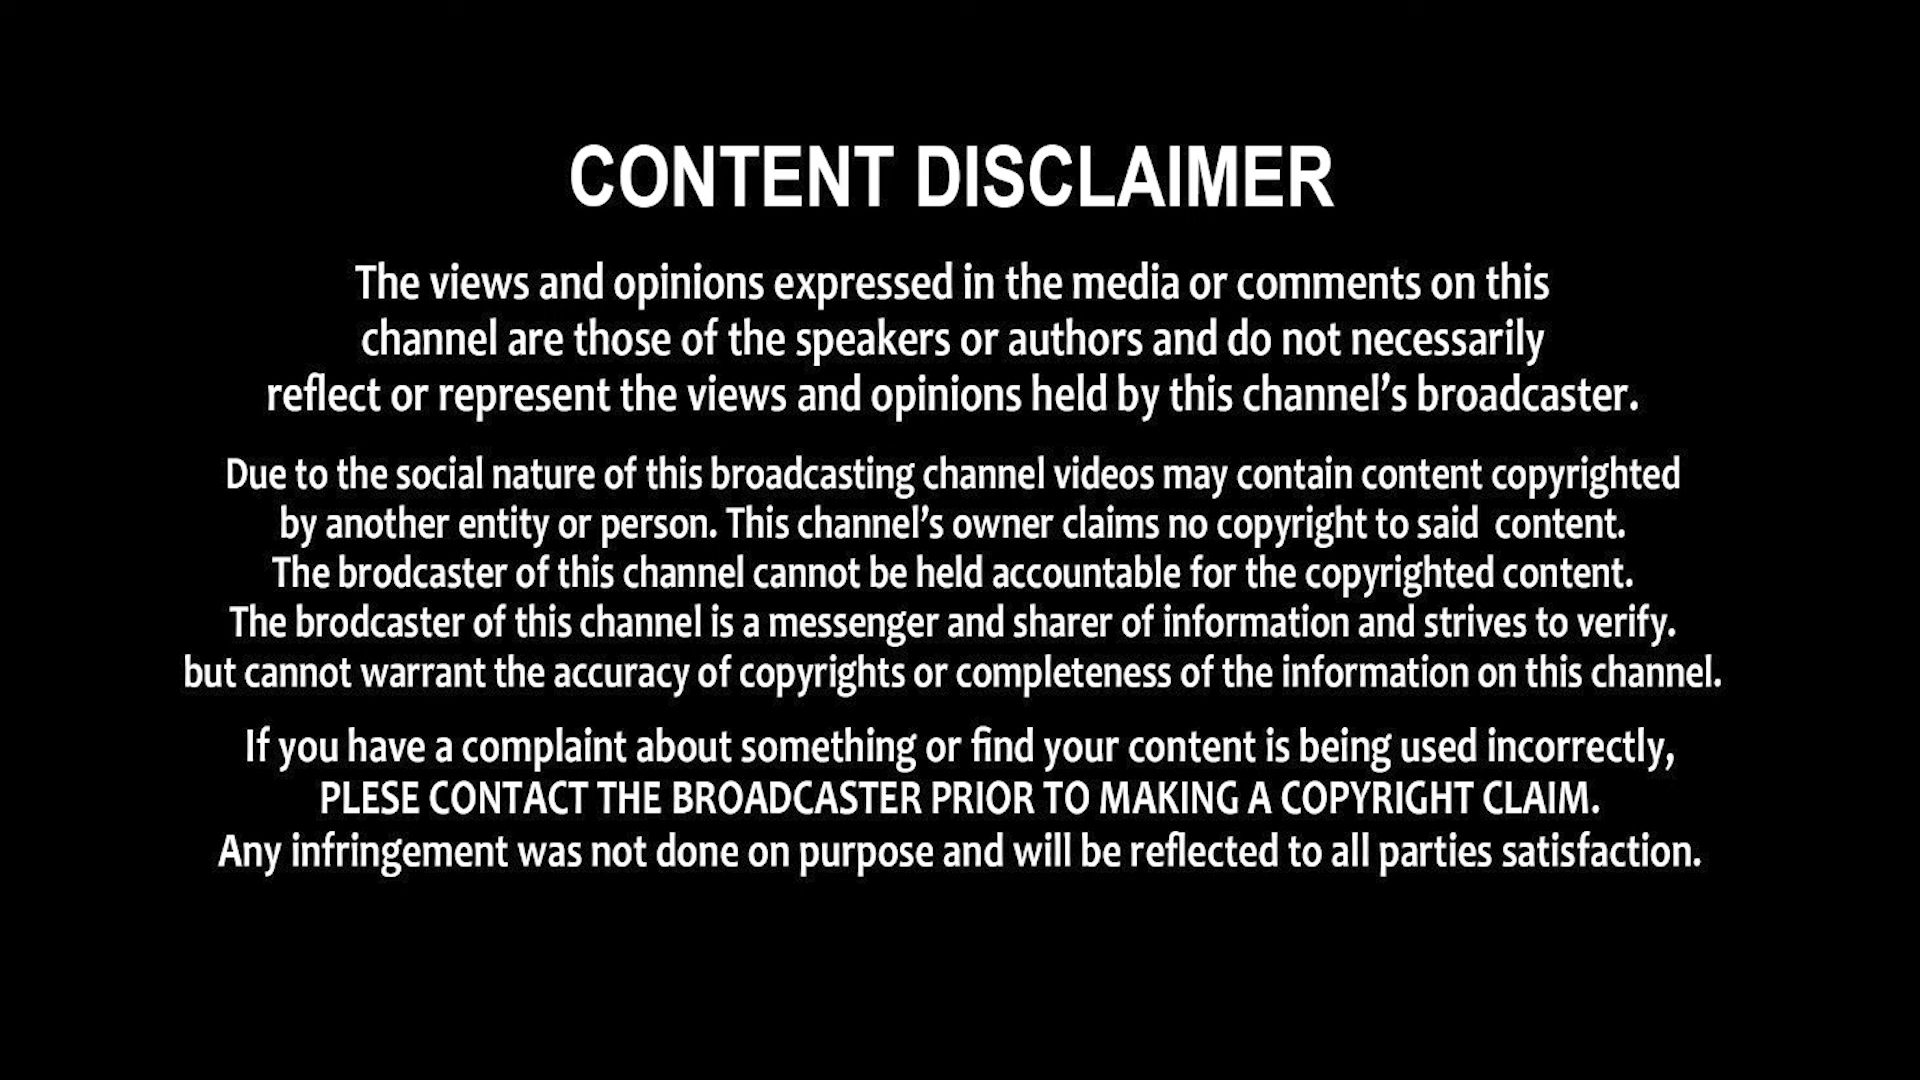 CONTENT DISCLAIMER
The views and opinions expressed in the media or comments on this
channel are those of the speakers or authors and do not necessarily
reflect or represent the views and opinions held by this channel’s broadcaster.
Due to the social nature of this broadcasting channel videos may contain content copyrighted
by another entity or person. This channel’s owner claims no copyright to said content.
The brodcaster of this channel cannot be held accountable for the copyrighted content.
The brodcaster of this channel is a messenger and sharer of information and strives to verify.
but cannot warrant the accuracy of copyrights or completeness of the information on this channel.
If you have a complaint about something or find your content is being used incorrectly,
PLESE CONTACT THE BROADCASTER PRIOR TO MAKING A COPYRIGHT CLAIM.
Any infringement was not done on purpose and will be reflected to all parties satisfaction.